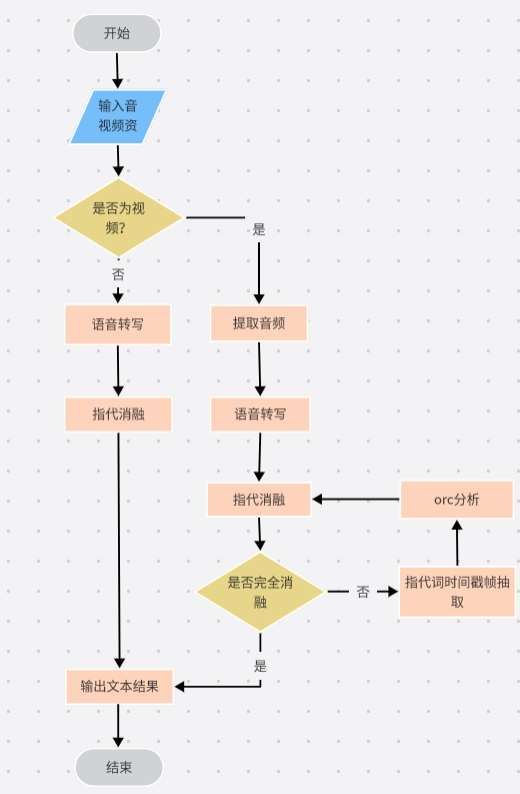 开始
输入音
视频资
是否为视
频？
是
否
语音转写
提取音频
指代消融
语音转写
指代消融
orc分析
是否完全消
融
否
指代词时间戳帧抽
取
是
输出文本结果
结束